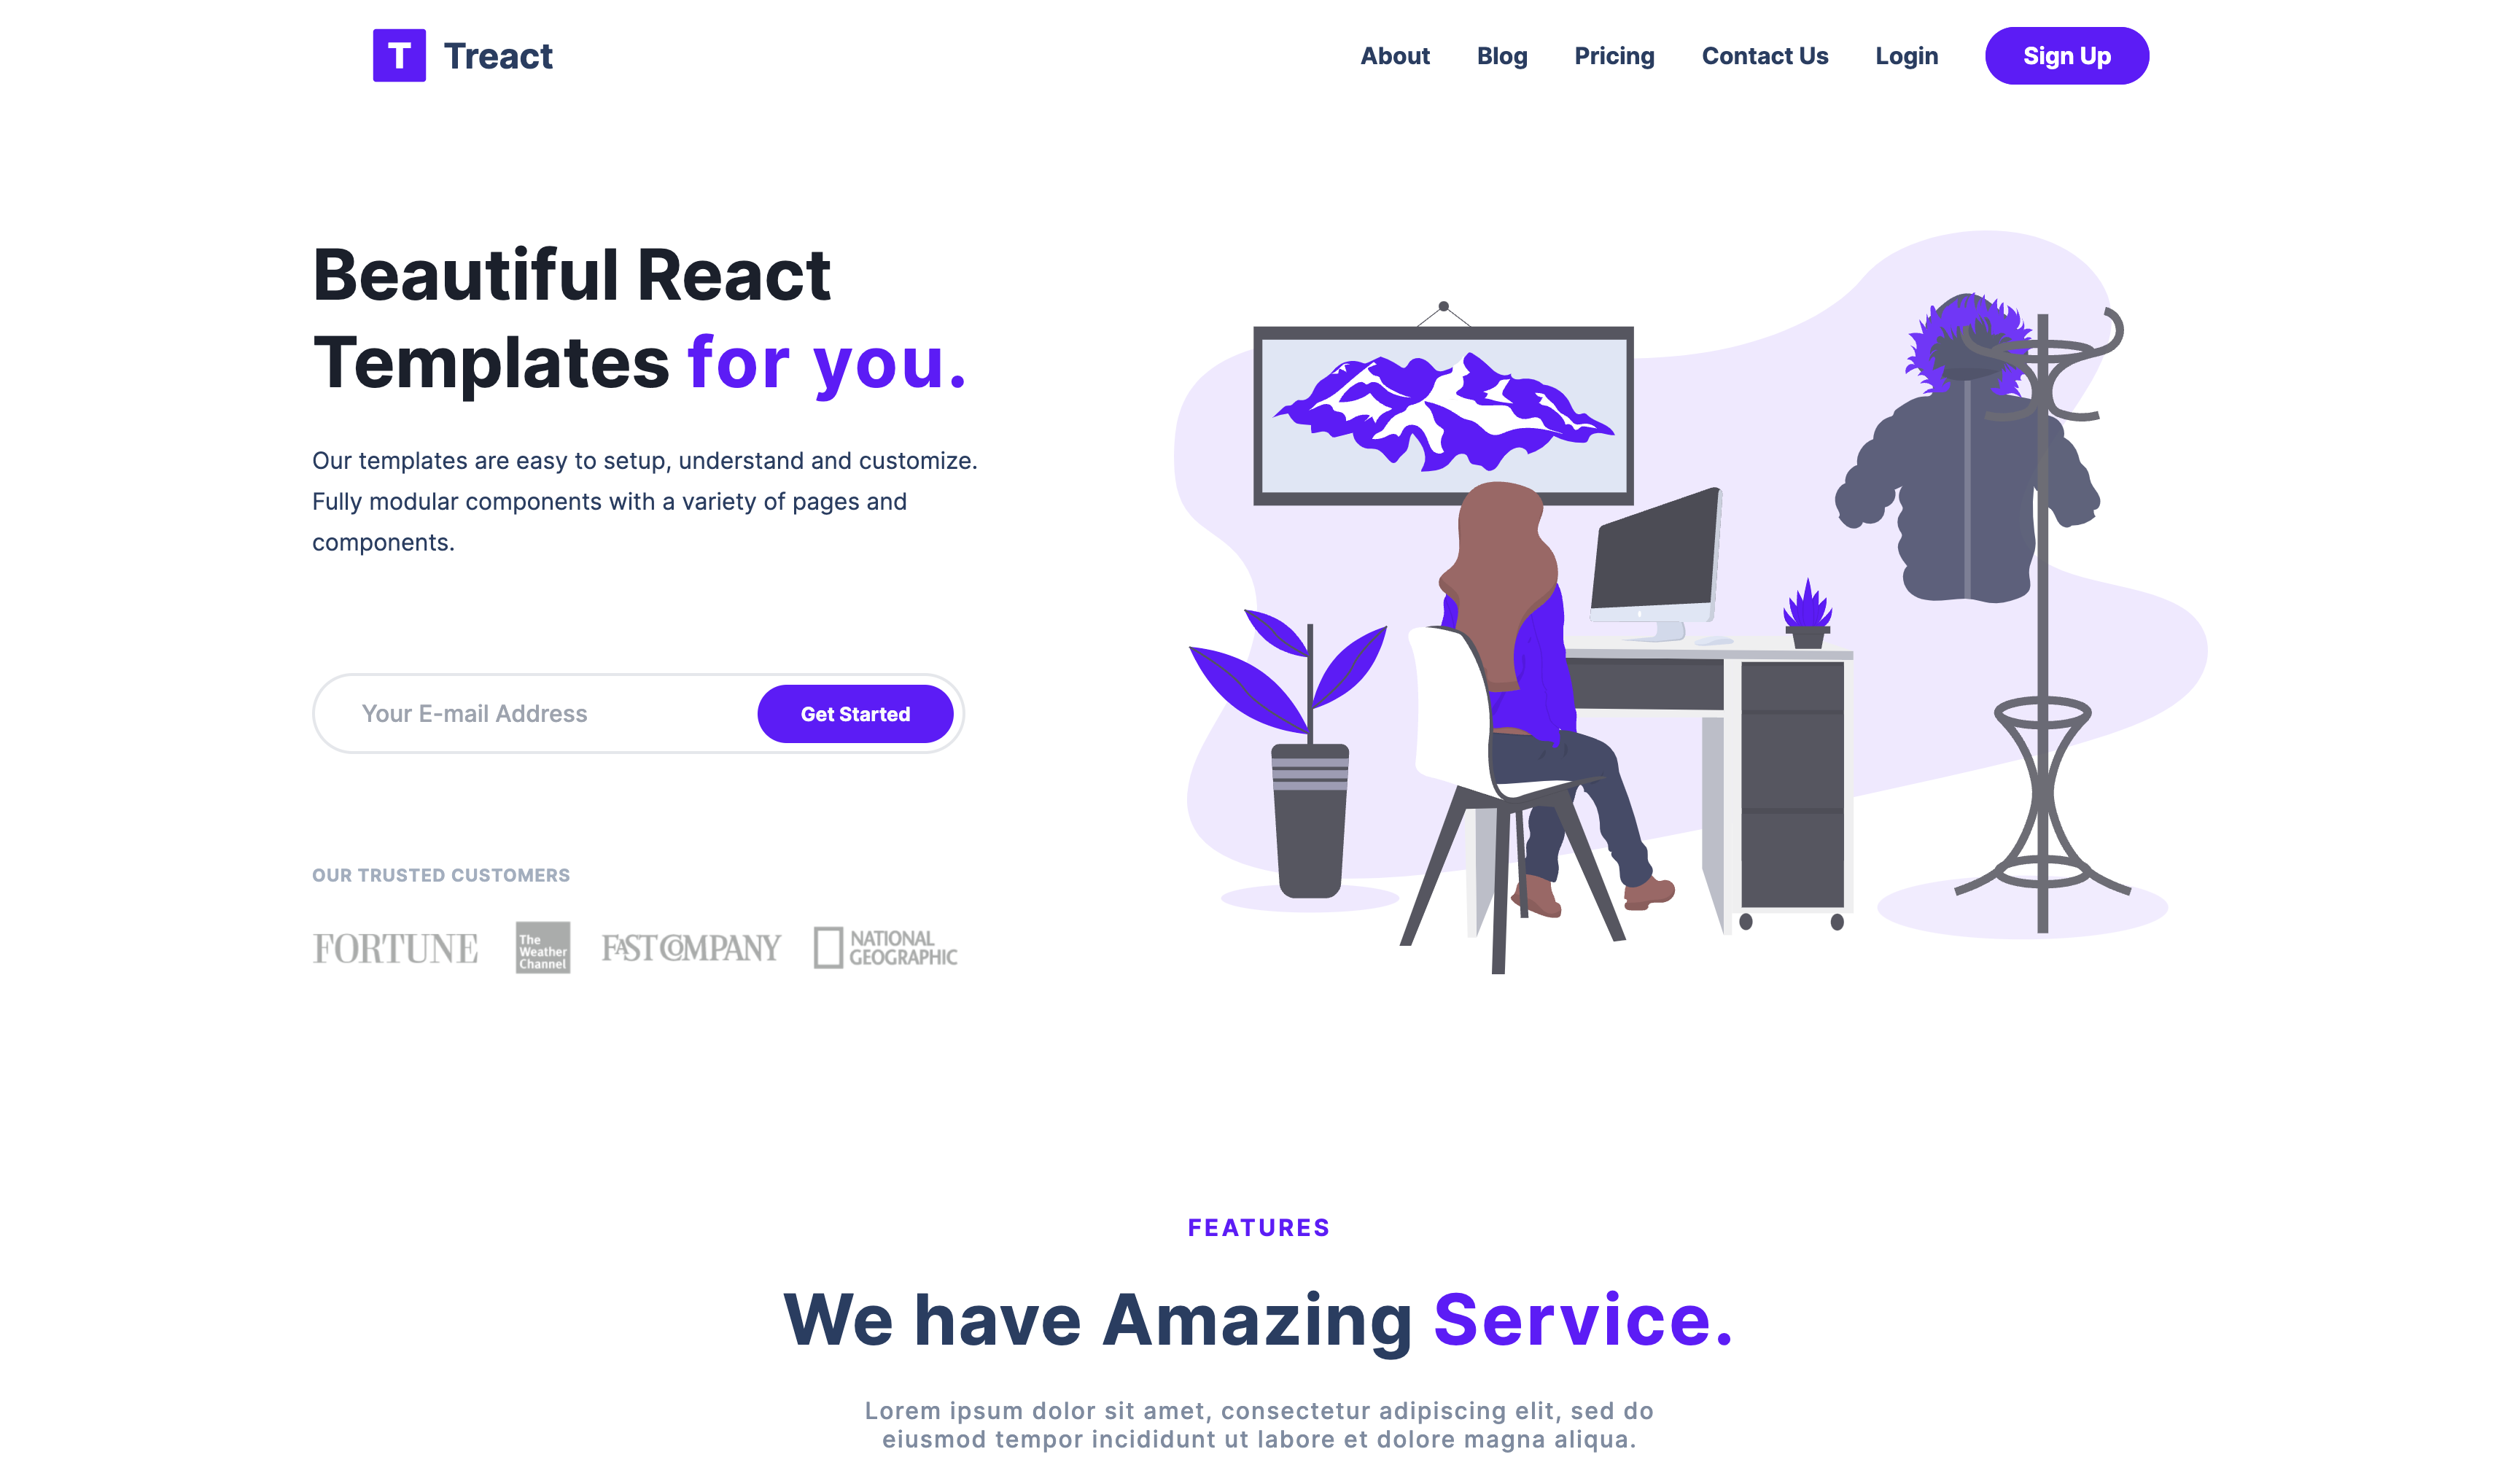 T Treact
About Blog Pricing Contact Us Login Sign Up
Beautiful React
Templates for you.
Our templates are easy to setup, understand and customize.
Fully modular components with a variety of pages and
components.
Your E-mail Address Get Started
OUR TRUSTED CUSTOMERS
FORTUNE
The
Weather
Channel
FAST COMPANY
NATIONAL
GEOGRAPHIC
FEATURES
We have Amazing Service.
Lorem ipsum dolor sit amet, consectetur adipiscing elit, sed do
eiusmod tempor incididunt ut labore et dolore magna aliqua.